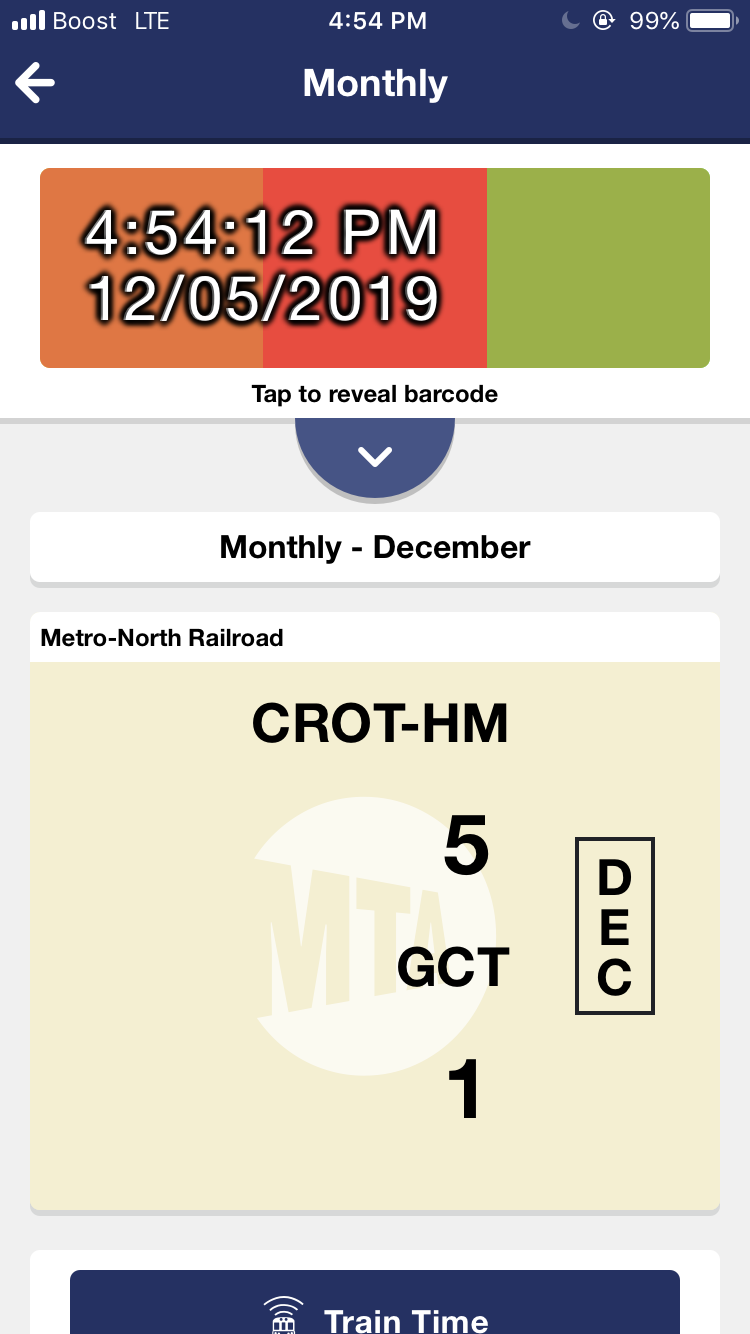 Boost LTE 4:54 PM 99%
Monthly
4:54:12 PM
12/05/2019
Tap to reveal barcode
Monthly - December
Metro-North Railroad
CROT-HM
5
MTA
GCT
1
D
E
C
Train Time